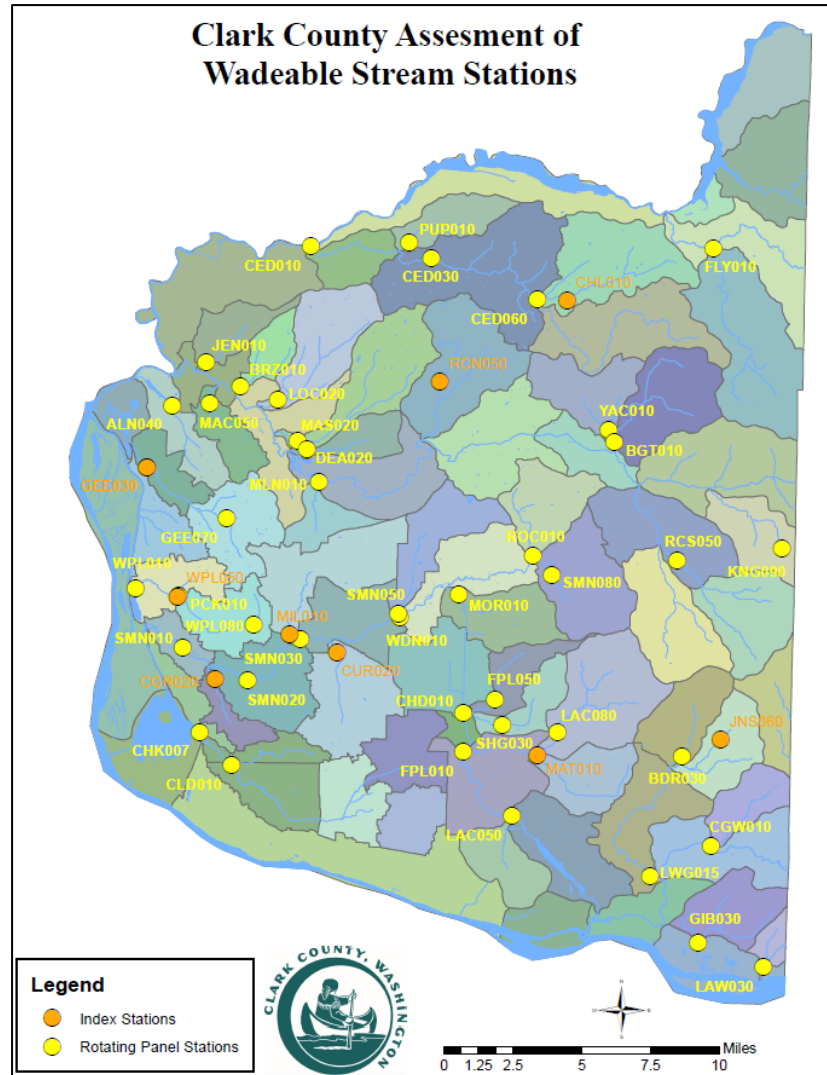 Clark County Assesment of
Wadeable Stream Stations
PUP010
CED010
CED030
FLY010
CHL010
CED060
JEN010
BRZ010
RCN050
LOC020
ALN040
MAC050
MAS020
YAC010
DEA020
BGT010
GEE030
MLN010
GEE070
ROC010
RCS050
WPL010
WPL050
KNG090
SMN080
PCK010
SMN050
MOR010
MIL010
WPL080
WDN010
SMN010
SMN030
CUR020
CGR020
SMN020
FPL050
CHD010
LAC080
JNS060
CHK007
SHG030
MAT010
CLD010
FPL010
BDR030
LAC050
CGW010
LWG015
GIB030
LAW030
Legend
Index Stations
Rotating Panel Stations
CLARK COUNTY, WASHINGTON
N
W E
S
Miles
0 1.25 2.5 5 7.5 10